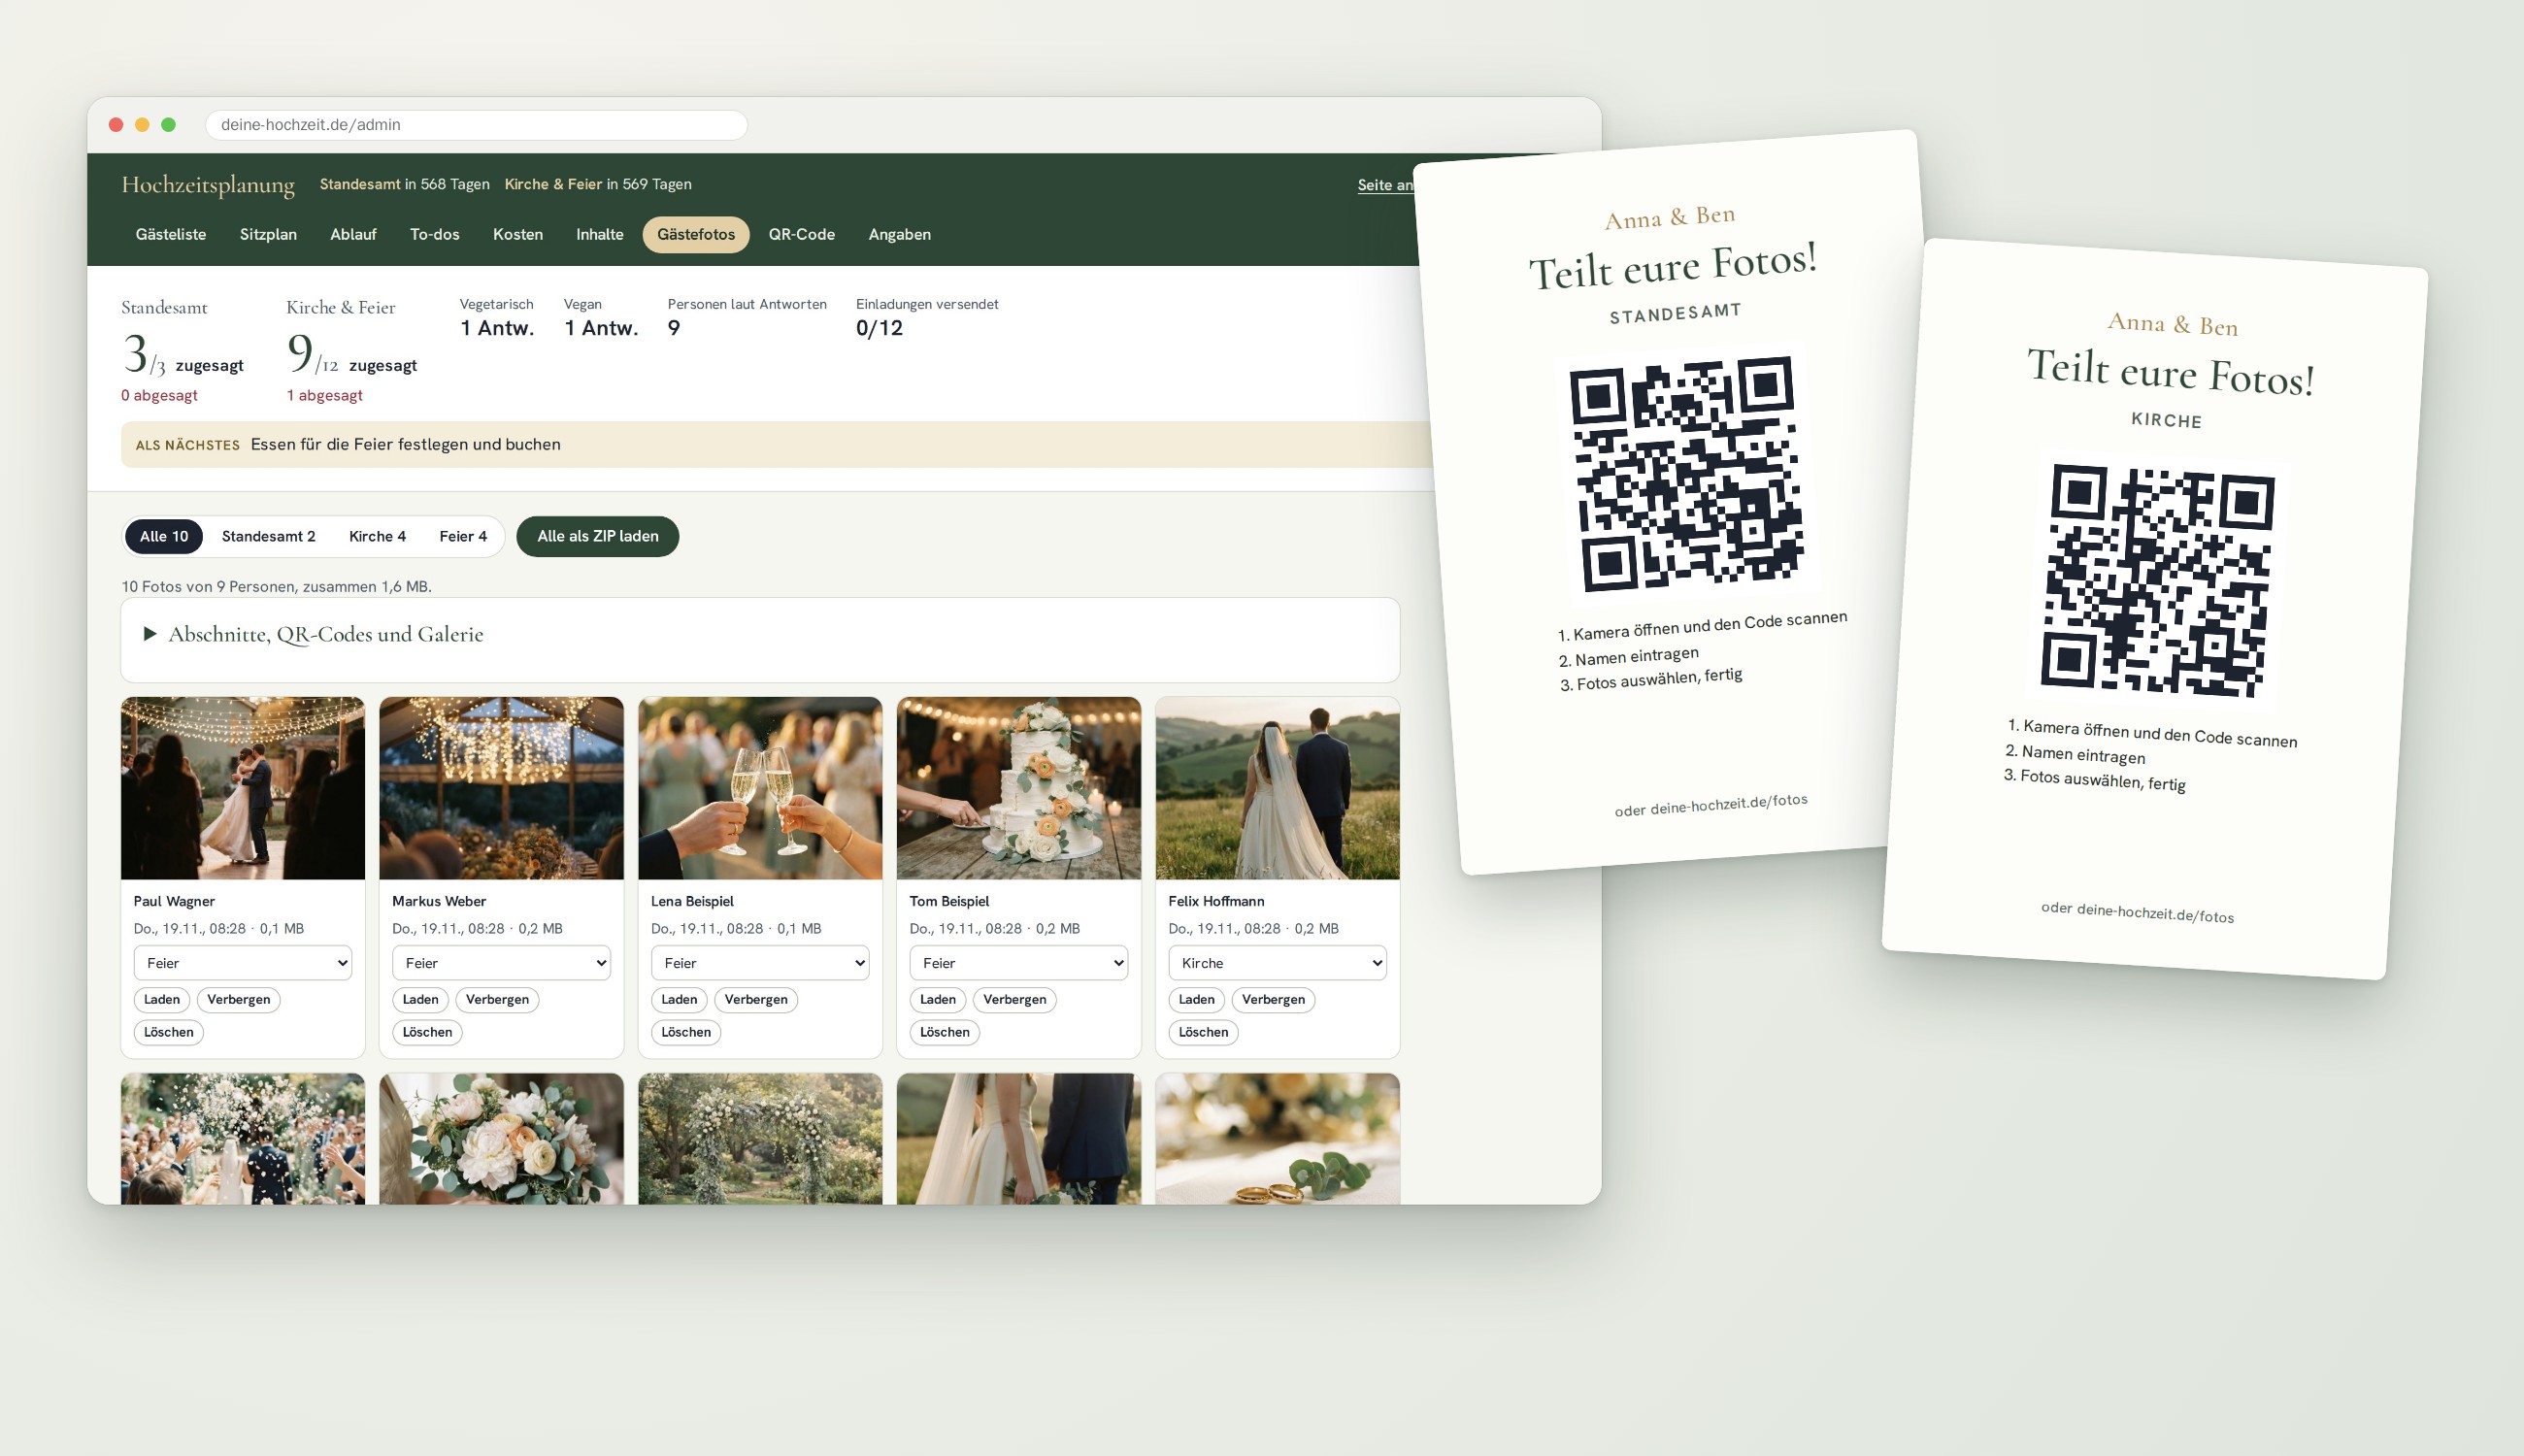 deine-hochzeit.de/admin
Hochzeitsplanung Standesamt in 568 Tagen Kirche & Feier in 569 Tagen Seite an
Gästeliste Sitzplan Ablauf To-dos Kosten Inhalte Gästefotos QR-Code Angaben
Standesamt
3/3 zugesagt
0 abgesagt
Kirche & Feier
9/12 zugesagt
1 abgesagt
Vegetarisch
1 Antw.
Vegan
1 Antw.
Personen laut Antworten
9
Einladungen versendet
0/12
ALS NÄCHSTES Essen für die Feier festlegen und buchen
Alle 10 Standesamt 2 Kirche 4 Feier 4 Alle als ZIP laden
10 Fotos von 9 Personen, zusammen 1,6 MB.
Abschnitte, QR-Codes und Galerie
Paul Wagner
Do., 19.11., 08:28 · 0,1 MB
Feier
Laden Verbergen
Löschen
Markus Weber
Do., 19.11., 08:28 · 0,2 MB
Feier
Laden Verbergen
Löschen
Lena Beispiel
Do., 19.11., 08:28 · 0,1 MB
Feier
Laden Verbergen
Löschen
Tom Beispiel
Do., 19.11., 08:28 · 0,2 MB
Feier
Laden Verbergen
Löschen
Felix Hoffmann
Do., 19.11., 08:28 · 0,2 MB
Kirche
Laden Verbergen
Löschen
Anna & Ben
Teilt eure Fotos!
STANDESAMT
1. Kamera öffnen und den Code scannen
2. Namen eintragen
3. Fotos auswählen, fertig
oder deine-hochzeit.de/fotos
Anna & Ben
Teilt eure Fotos!
KIRCHE
1. Kamera öffnen und den Code scannen
2. Namen eintragen
3. Fotos auswählen, fertig
oder deine-hochzeit.de/fotos